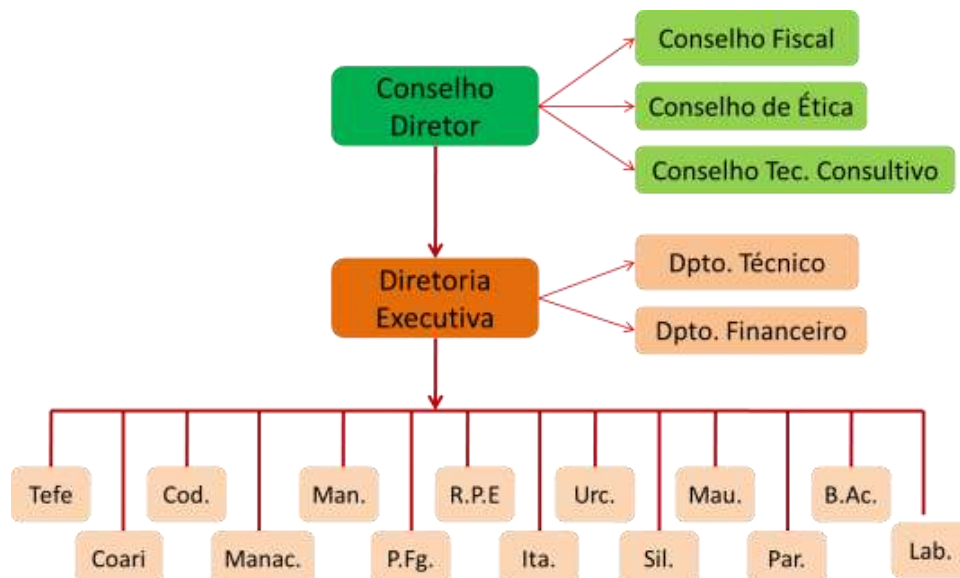 Conselho Fiscal
Conselho
Diretor
Conselho de Ética
Conselho Tec. Consultivo
Diretoria
Executiva
Dpto. Técnico
Dpto. Financeiro
Tefe
Cod.
Man.
R.P.E
Urc.
Mau.
B.Ac.
Coari
Manac.
P.Fg.
Ita.
Sil.
Par.
Lab.